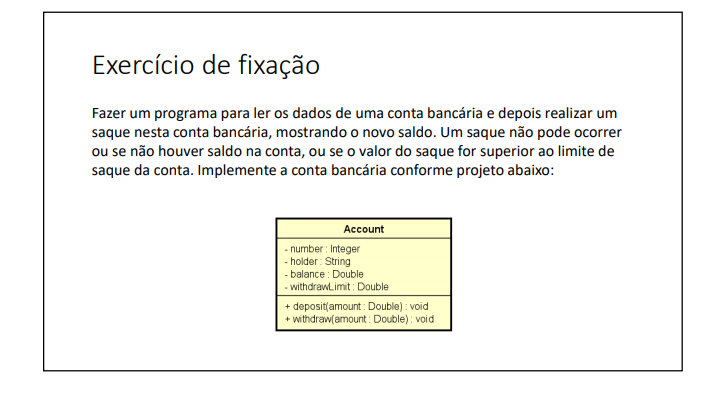 Exercício de fixação
Fazer um programa para ler os dados de uma conta bancária e depois realizar um
saque nesta conta bancária, mostrando o novo saldo. Um saque não pode ocorrer
ou se não houver saldo na conta, ou se o valor do saque for superior ao limite de
saque da conta. Implemente a conta bancária conforme projeto abaixo:
Account
- number : Integer
- holder : String
- balance : Double
- withdrawLimit : Double
+ deposit(amount : Double) : void
+ withdraw(amount : Double) : void